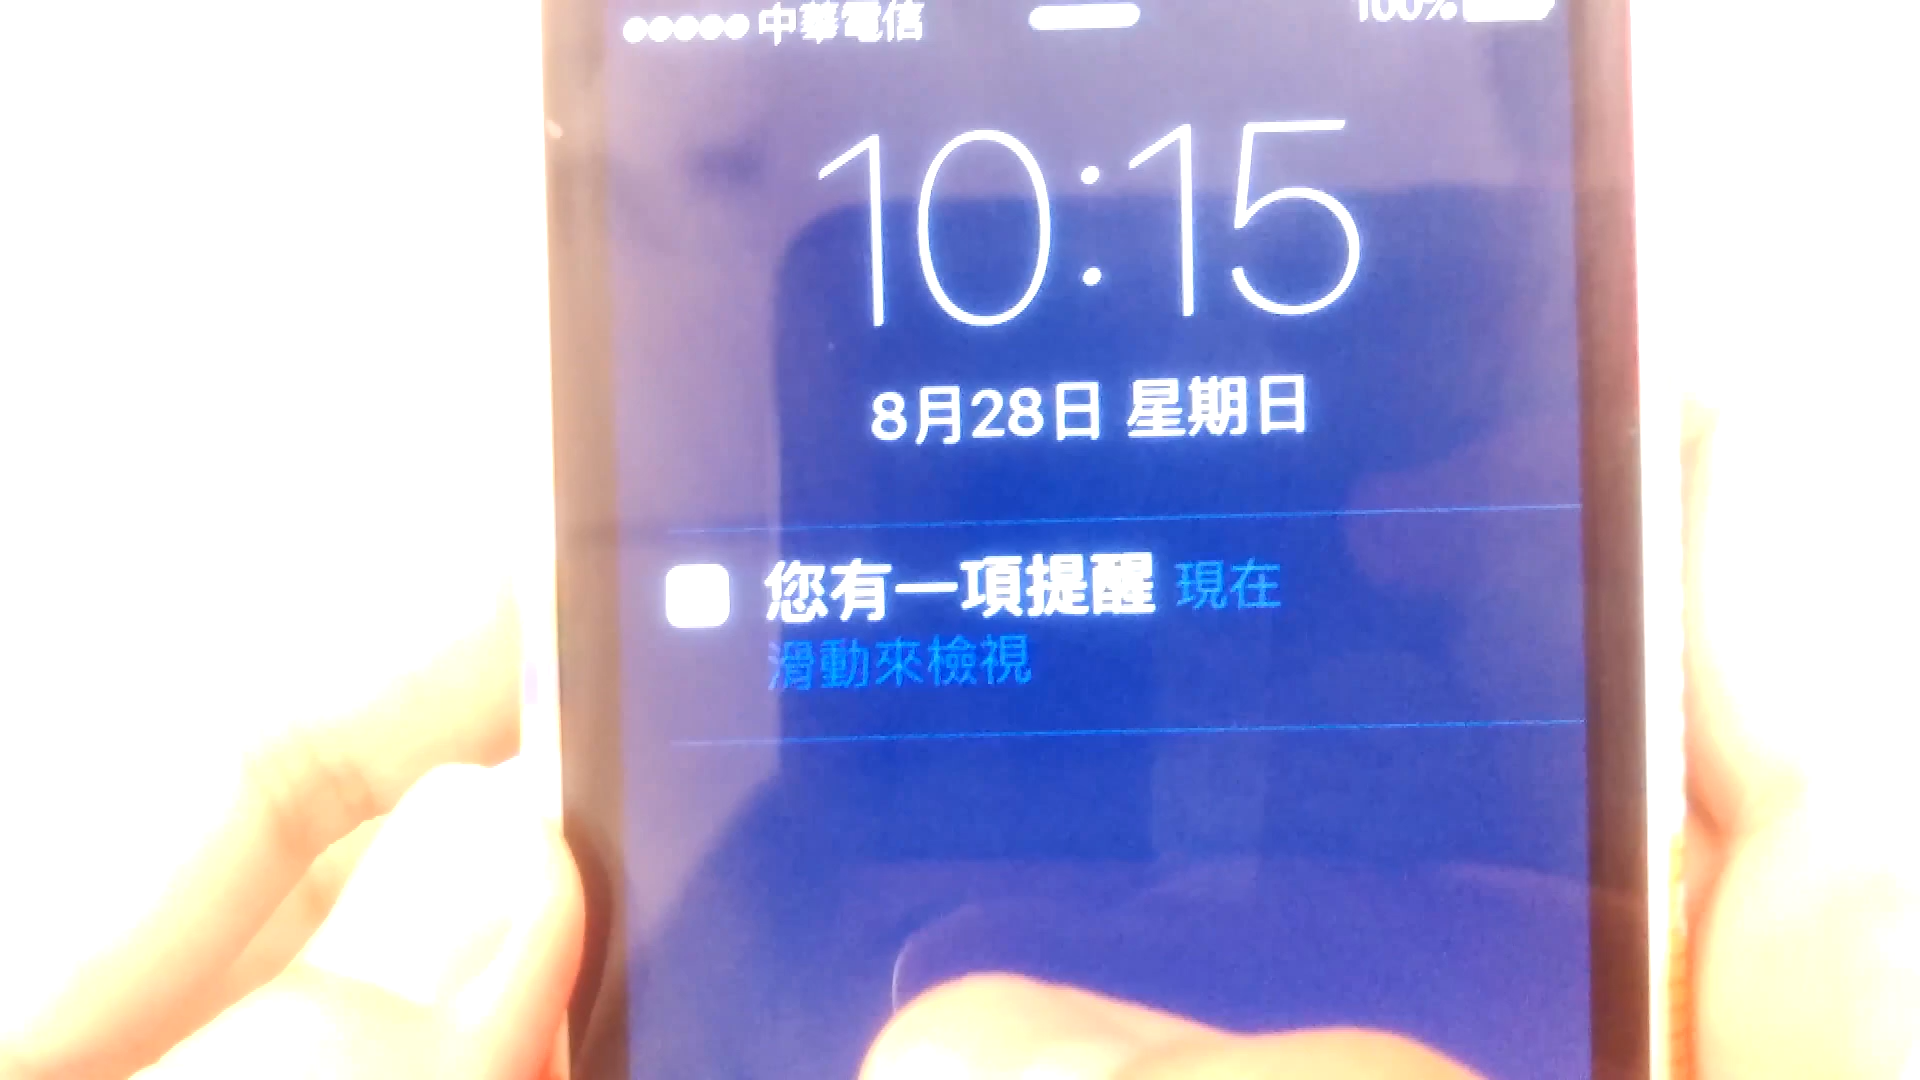 中華電信
100%
10:15
8月28日 星期日
您有一項提醒 現在
滑動來檢視